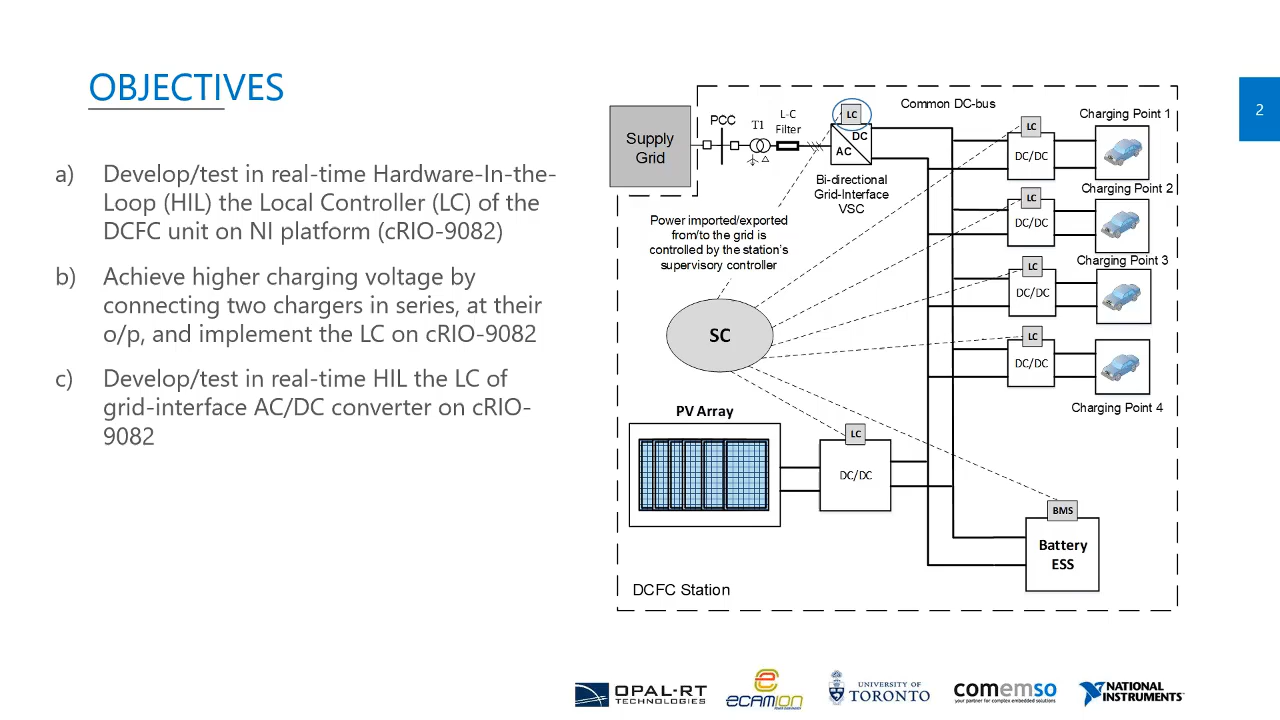 OBJECTIVES
2
a) Develop/test in real-time Hardware-In-the-
Loop (HIL) the Local Controller (LC) of the
DCFC unit on NI platform (cRIO-9082)
b) Achieve higher charging voltage by
connecting two chargers in series, at their
o/p, and implement the LC on cRIO-9082
c) Develop/test in real-time HIL the LC of
grid-interface AC/DC converter on cRIO-
9082
Supply
Grid
PCC
T1
L-C
Filter
LC
DC
AC
Bi-directional
Grid-Interface
VSC
Common DC-bus
Charging Point 1
LC
DC/DC
Charging Point 2
LC
DC/DC
Charging Point 3
LC
DC/DC
LC
DC/DC
Charging Point 4
Power imported/exported
from/to the grid is
controlled by the station's
supervisory controller
SC
PV Array
LC
DC/DC
BMS
Battery
ESS
DCFC Station
OPAL-RT
TECHNOLOGIES
ecamion
UNIVERSITY OF
TORONTO
comemso
your partner for complex embedded solutions
NATIONAL
INSTRUMENTS